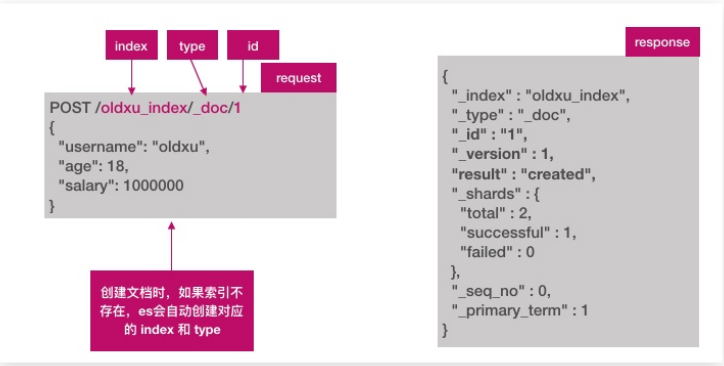 index
type
id
request
POST /oldxu_index/_doc/1
{
"username": "oldxu",
"age": 18,
"salary": 1000000
}
创建文档时，如果索引不
存在，es会自动创建对应
的 index 和 type
response
{
"_index" : "oldxu_index",
"_type" : "_doc",
"_id" : "1",
"_version" : 1,
"result" : "created",
"_shards" : {
"total" : 2,
"successful" : 1,
"failed" : 0
},
"_seq_no" : 0,
"_primary_term" : 1
}